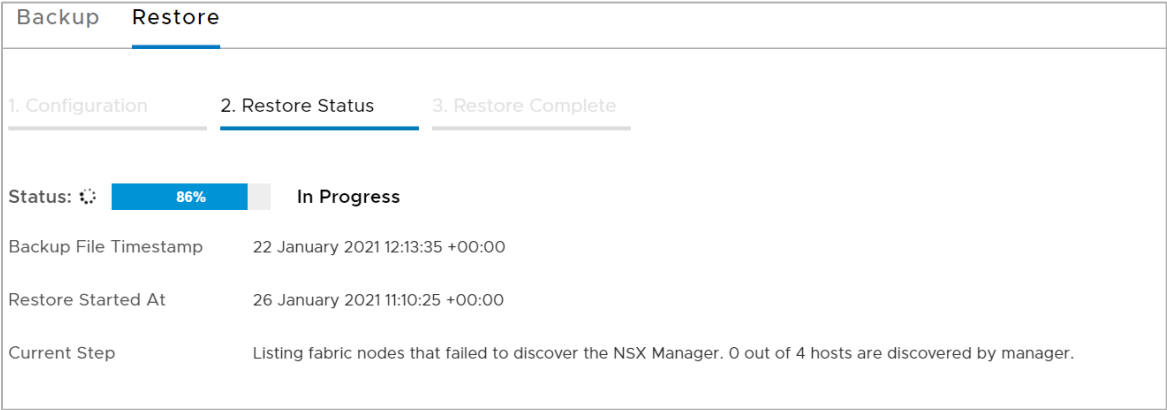 Backup Restore
1. Configuration 2. Restore Status 3. Restore Complete
Status: 86% In Progress
Backup File Timestamp 22 January 2021 12:13:35 +00:00
Restore Started At 26 January 2021 11:10:25 +00:00
Current Step Listing fabric nodes that failed to discover the NSX Manager. 0 out of 4 hosts are discovered by manager.